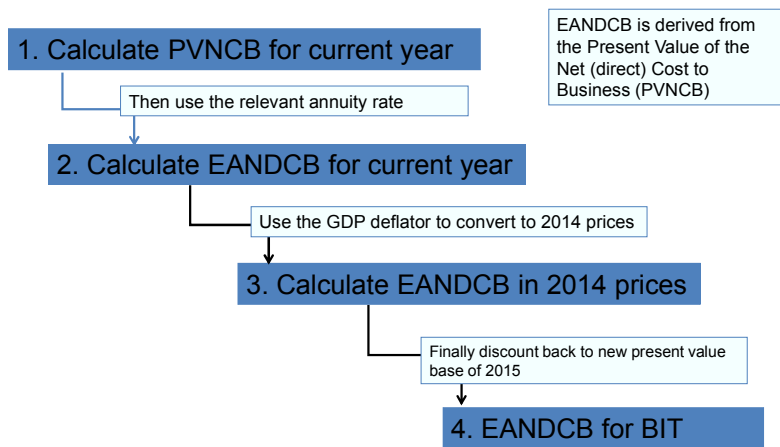 1. Calculate PVNCB for current year
EANDCB is derived from
the Present Value of the
Net (direct) Cost to
Business (PVNCB)
Then use the relevant annuity rate
2. Calculate EANDCB for current year
Use the GDP deflator to convert to 2014 prices
3. Calculate EANDCB in 2014 prices
Finally discount back to new present value
base of 2015
4. EANDCB for BIT